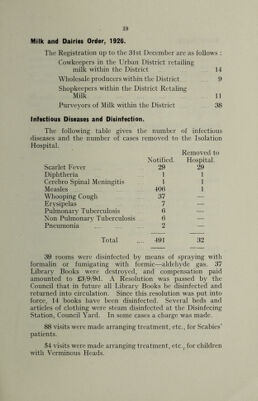 39
Milk and Dairies Order, 1926.
The Registration up to the 31st December are as follows :
Cowkeepers in the Urban District retailing
milk within the District 14
Wholesale producers within the District 9
Shopkeepers within the District Retaling
Milk 11
Purveyors of Milk within the District 38
Infectious Diseases and Disinfection.
The following table gives the number of infectious
diseases and the number of cases removed to the Isolation
Hospital.
Removed to
Notified. Hospital.
Scarlet Fever 29 29
Diphtheria 1 1
Cerebro Spinal Meningitis 1 1
Measles 406 1
Whooping Cough 37 —
Erysipelas 7 —
Pulmonary Tuberculosis 6 —
Non Pulmonary Tuberculosis 6 —
Pneumonia 2 —
Total 491 32
39 rooms were disinfected by means of spraying with
formalin or fumigating with formic—aldehyde gas. 37
Library Books were destroyed, and compensation paid
amounted to £3/9/9d. A Resolution was passed by the
Council that in future all Library Books be disinfected and
returned into circulation. Since this resolution was put into
force, 14 books have been disinfected. Several beds and
articles of clothing were steam disinfected at the Disinfecing
Station, Council Yard. In some cases a charge was made.
88 visits were made arranging treatment, etc., for Scabies'
patients.
54 visits were made arranging treatment, etc., for children
with Verminous Heads.